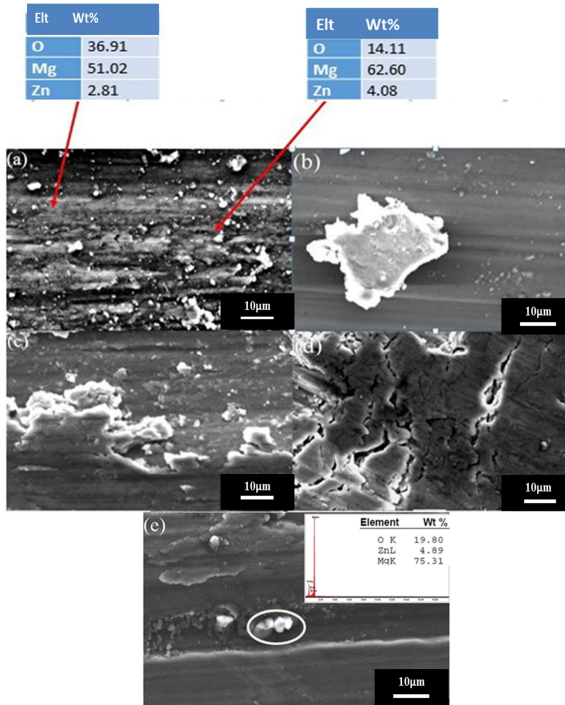 Elt Wt%
O 36.91
Mg 51.02
Zn 2.81
Elt Wt%
O 14.11
Mg 62.60
Zn 4.08
(a)
10μm
(b)
10μm
(c)
10μm
(d)
10μm
(e)
Element Wt %
O K 19.80
ZnL 4.89
MgK 75.31
10μm